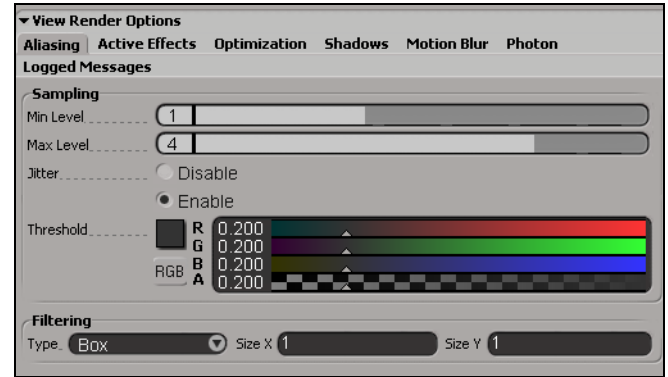 View Render Options
Aliasing Active Effects Optimization Shadows Motion Blur Photon
Logged Messages
Sampling
Min Level 1
Max Level 4
Jitter Disable
Enable
Threshold R 0.200
G 0.200
RGB B 0.200
A 0.200
Filtering
Type Box Size X 1 Size Y 1